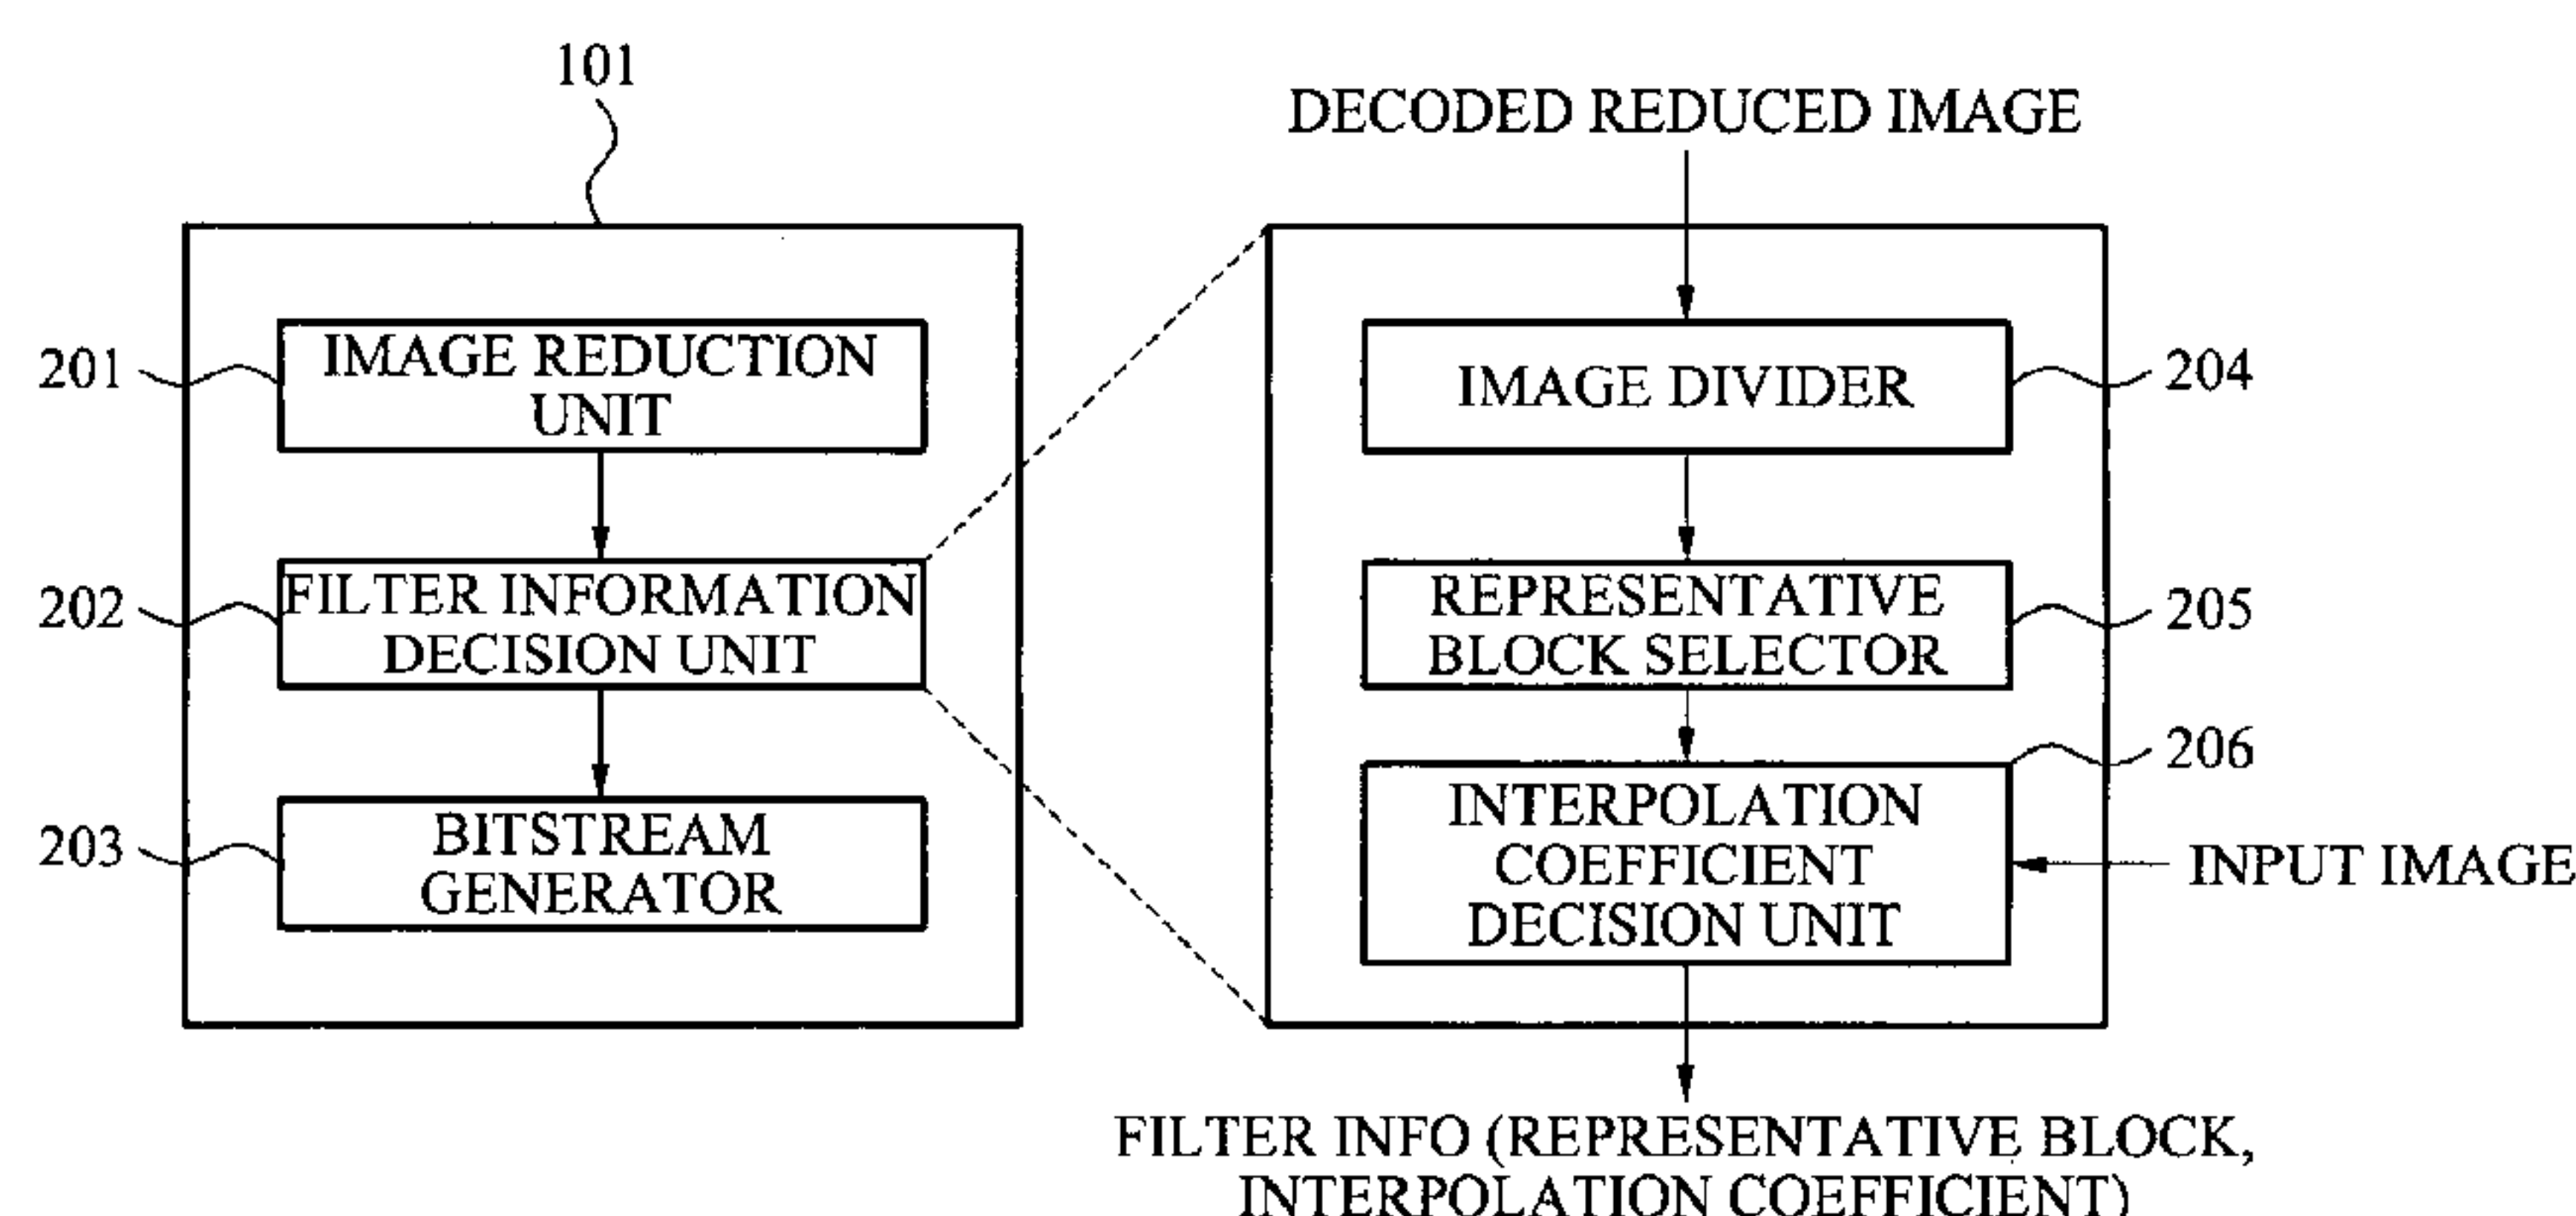 101
201
IMAGE REDUCTION
UNIT
202
FILTER INFORMATION
DECISION UNIT
203
BITSTREAM
GENERATOR
DECODED REDUCED IMAGE
IMAGE DIVIDER
204
REPRESENTATIVE
BLOCK SELECTOR
205
206
INTERPOLATION
COEFFICIENT
DECISION UNIT
INPUT IMAGE
FILTER INFO (REPRESENTATIVE BLOCK,
INTERPOLATION COEFFICIENT)